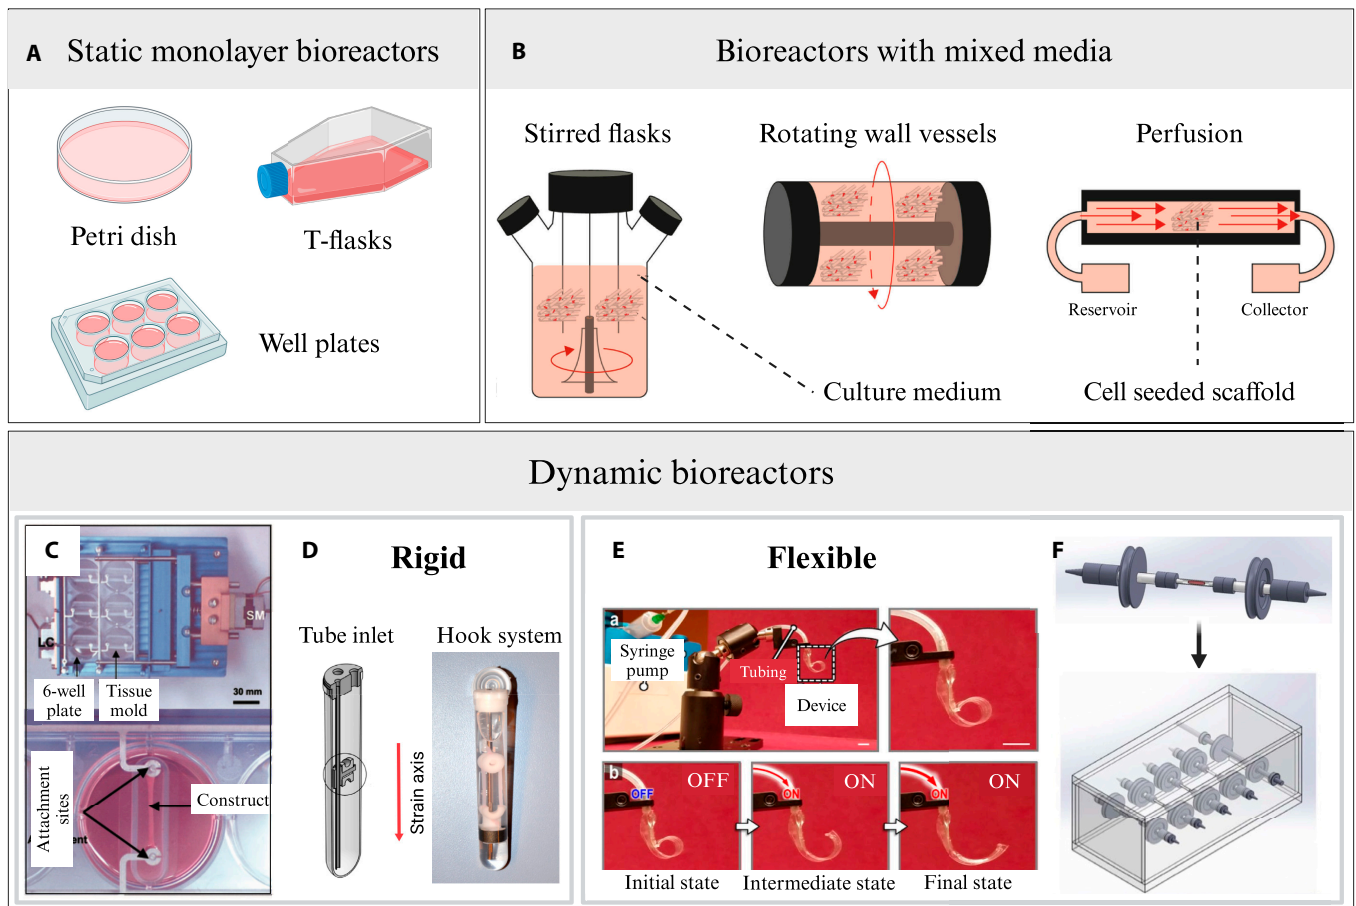 A Static monolayer bioreactors
Petri dish
T-flasks
Well plates
B Bioreactors with mixed media
Stirred flasks
Rotating wall vessels
Perfusion
Reservoir
Collector
Culture medium
Cell seeded scaffold
Dynamic bioreactors
C
LC
SM
6-well
plate
Tissue
mold
30 mm
Attachment
sites
Construct
D Rigid
Tube inlet
Hook system
Strain axis
E Flexible
a
Syringe
pump
Tubing
Device
b
OFF
OFF
ON
ON
ON
ON
Initial state
Intermediate state
Final state
F